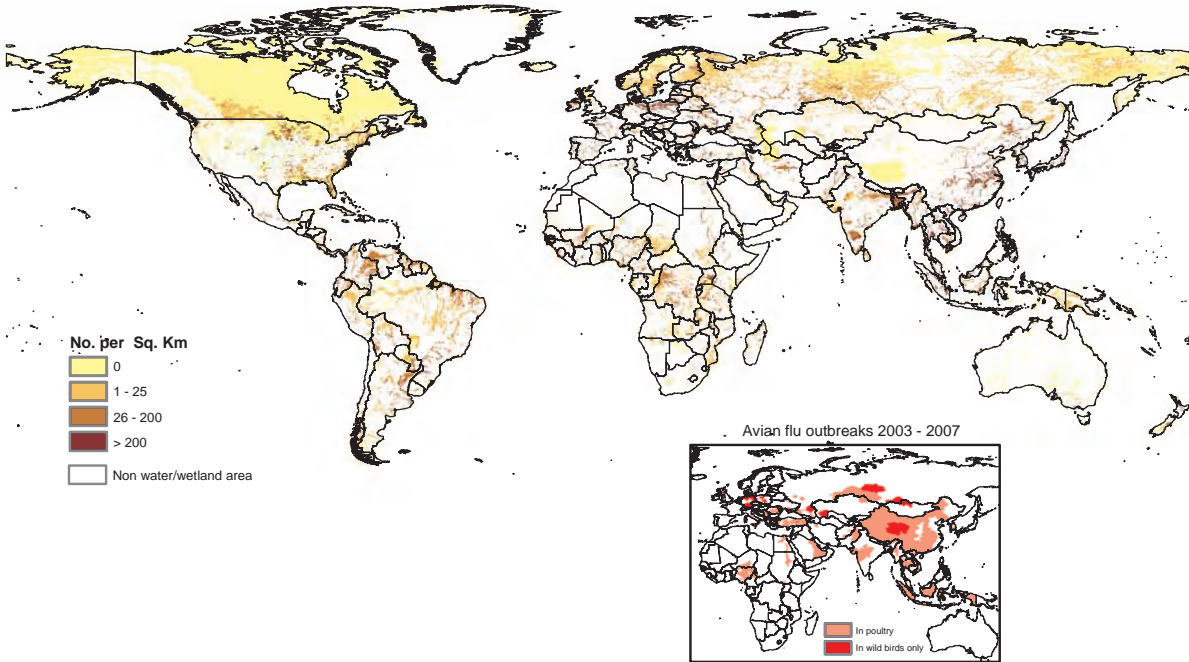 No. per Sq. Km
0
1 - 25
26 - 200
> 200
Non water/wetland area
Avian flu outbreaks 2003 - 2007
In poultry
In wild birds only